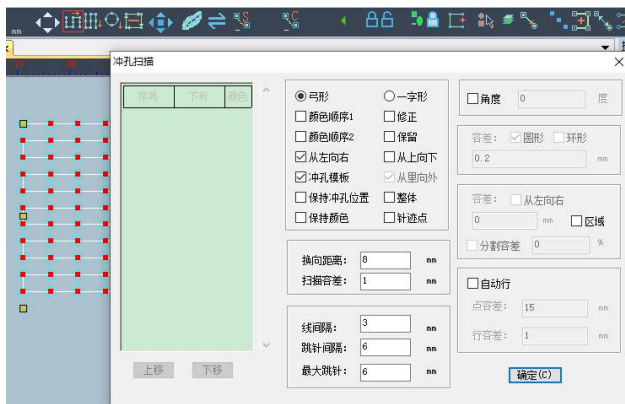 冲孔扫描
序号 下标 颜色
弓形 一字形
颜色顺序1 修正
颜色顺序2 保留
从左向右 从上向下
冲孔模板 从里向外
保持冲孔位置 整体
保持颜色 针迹点
换向距离: 8 mm
扫描容差: 1 mm
线间隔: 3 mm
跳针间隔: 6 mm
最大跳针: 6 mm
上移 下移
角度 0 度
容差: 圆形 环形
0.2 mm
容差: 从左向右
0 mm 区域
分割容差 0 %
自动行
点容差: 15 mm
行容差: 1 mm
确定(C)